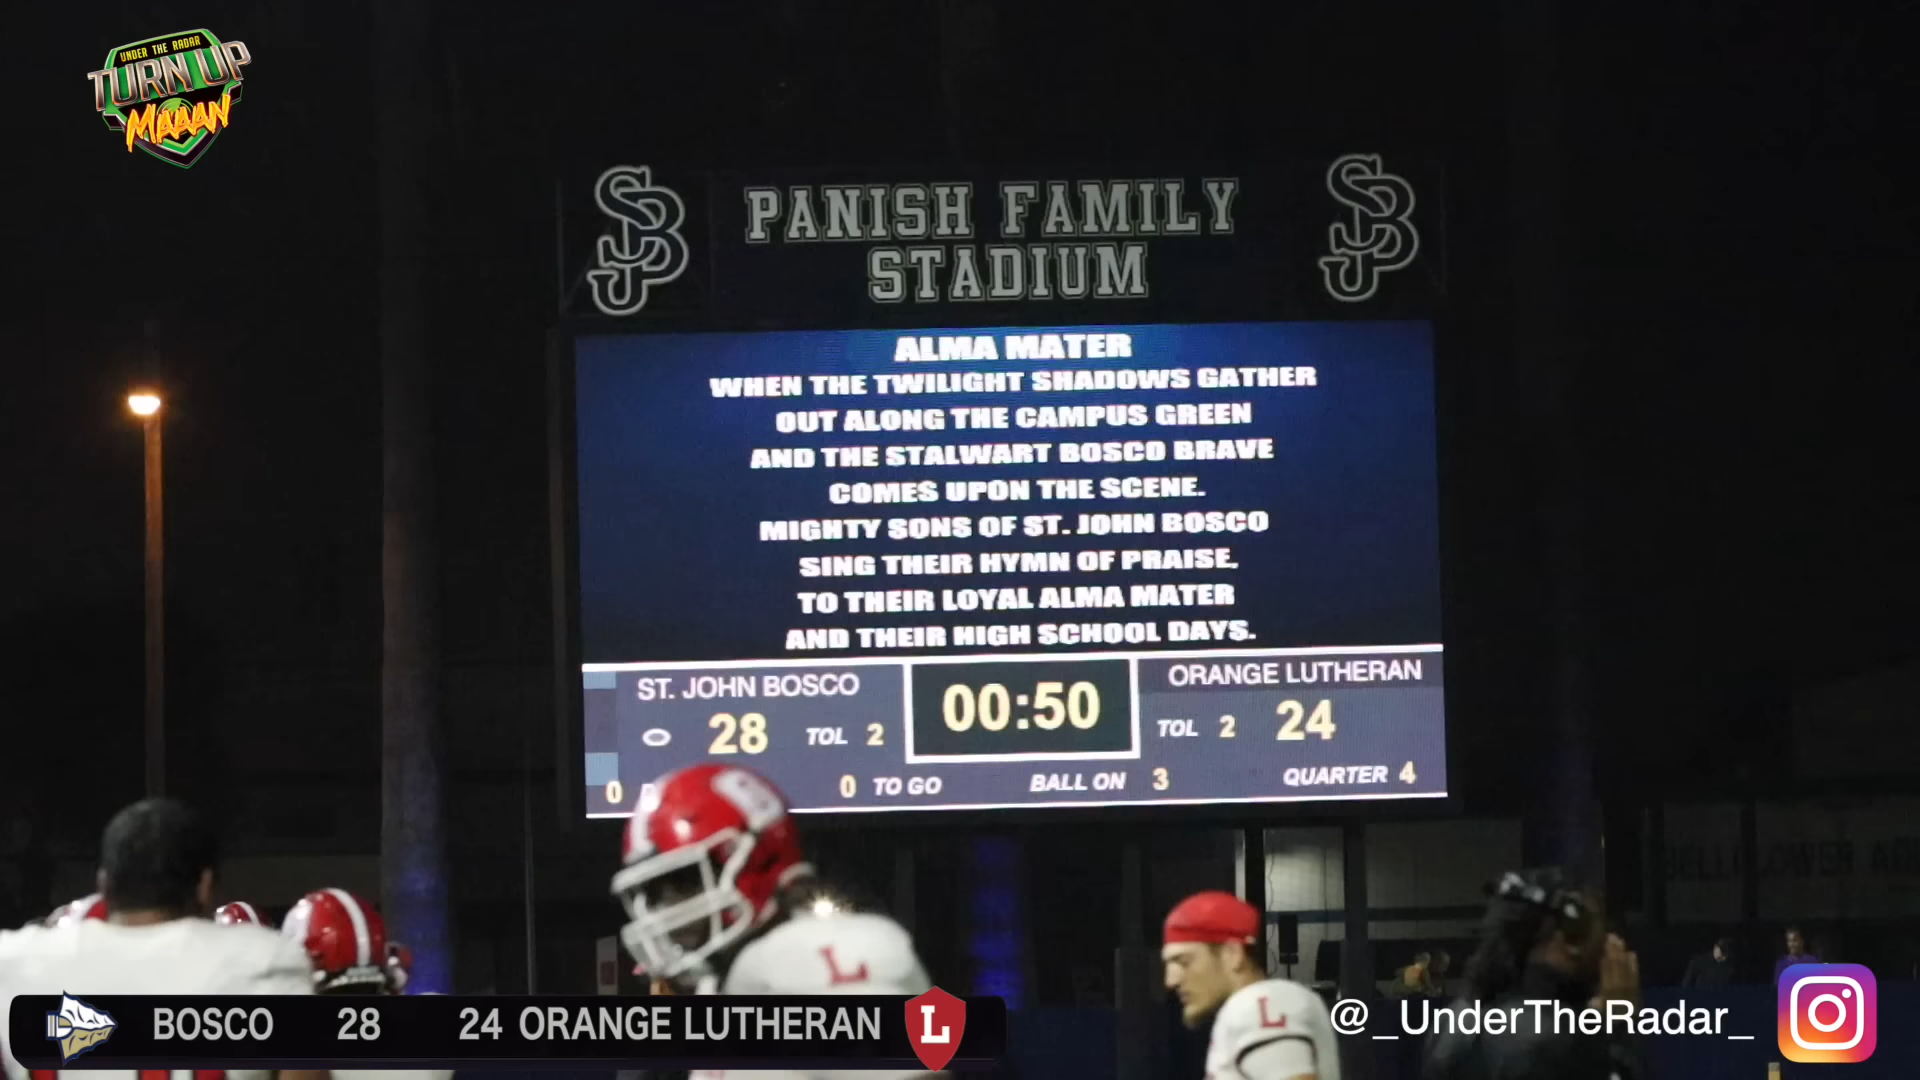 UNDER THE RADAR
TURN UP
MAAAN
SJB
PANISH FAMILY
STADIUM
SJB
ALMA MATER
WHEN THE TWILIGHT SHADOWS GATHER
OUT ALONG THE CAMPUS GREEN
AND THE STALWART BOSCO BRAVE
COMES UPON THE SCENE.
MIGHTY SONS OF ST. JOHN BOSCO
SING THEIR HYMN OF PRAISE,
TO THEIR LOYAL ALMA MATER
AND THEIR HIGH SCHOOL DAYS.
ST. JOHN BOSCO
28 TOL 2
00:50
ORANGE LUTHERAN
TOL 2 24
0
0 TO GO BALL ON 3 QUARTER 4
L
L
BOSCO 28 24 ORANGE LUTHERAN L
@_UnderTheRadar_